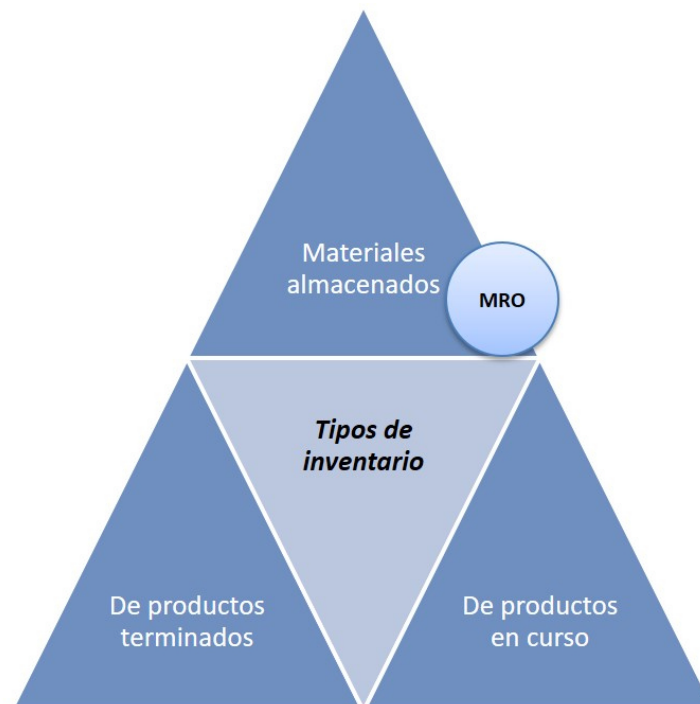 Materiales
almacenados
MRO
Tipos de
inventario
De productos
terminados
De productos
en curso